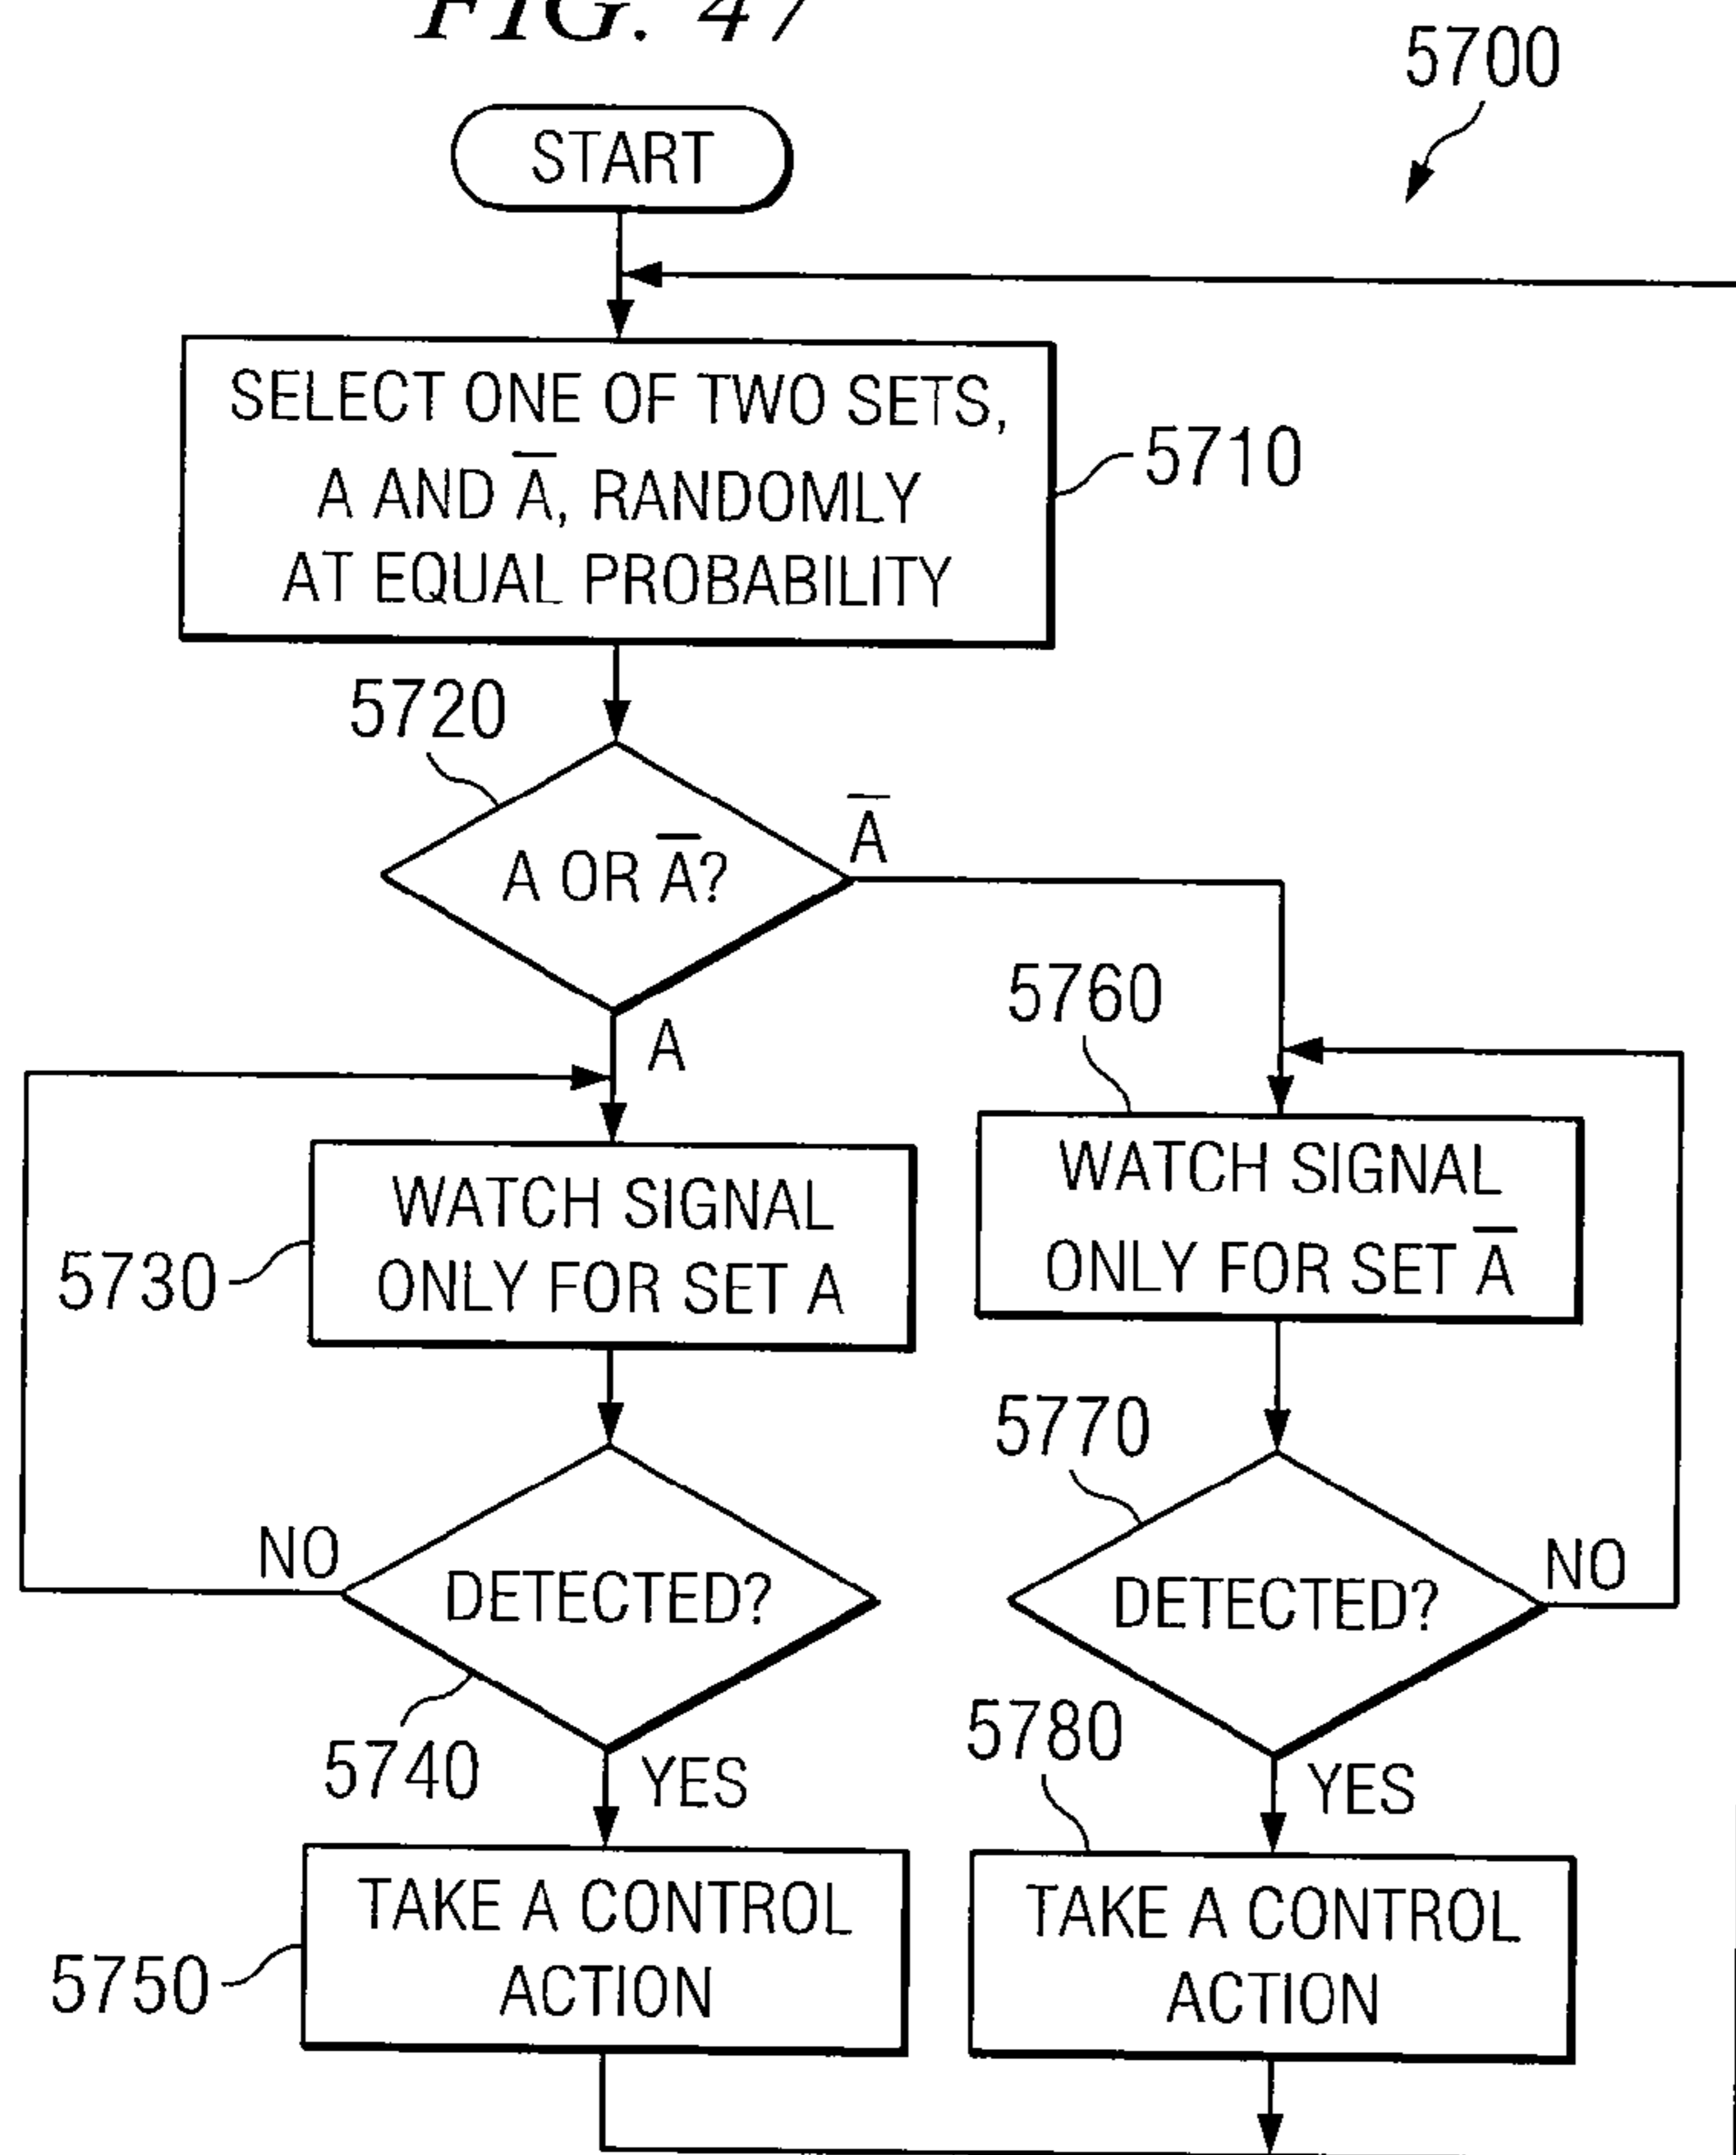 FIG. 47
5700
START
SELECT ONE OF TWO SETS,
A AND A̅, RANDOMLY
AT EQUAL PROBABILITY
5710
5720
A OR A̅?
A̅
A
5760
WATCH SIGNAL
ONLY FOR SET A
5730
WATCH SIGNAL
ONLY FOR SET A̅
5770
NO
DETECTED?
5740
YES
DETECTED?
NO
5780
YES
TAKE A CONTROL
ACTION
5750
TAKE A CONTROL
ACTION